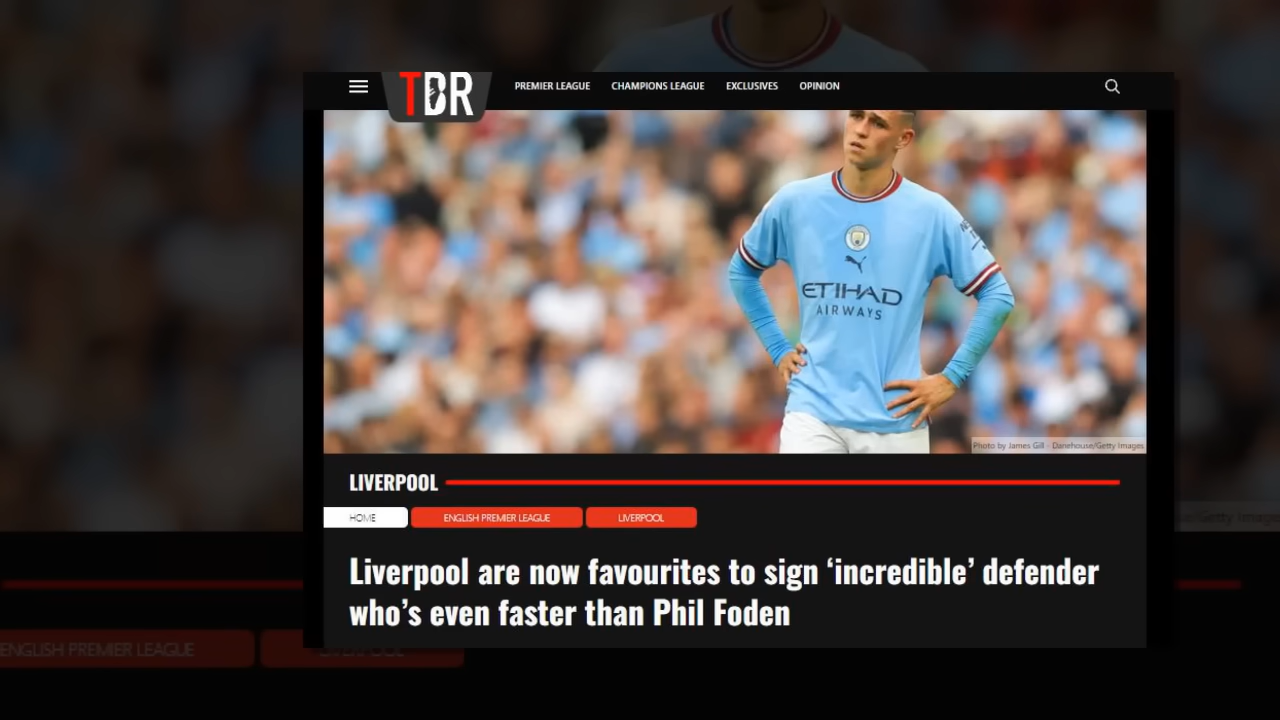 TBR
PREMIER LEAGUE CHAMPIONS LEAGUE EXCLUSIVES OPINION
ETIHAD
AIRWAYS
Photo by James Gill - Danehouse/Getty Images
LIVERPOOL
HOME ENGLISH PREMIER LEAGUE LIVERPOOL
Liverpool are now favourites to sign ‘incredible’ defender
who’s even faster than Phil Foden
ENGLISH PREMIER LEAGUE